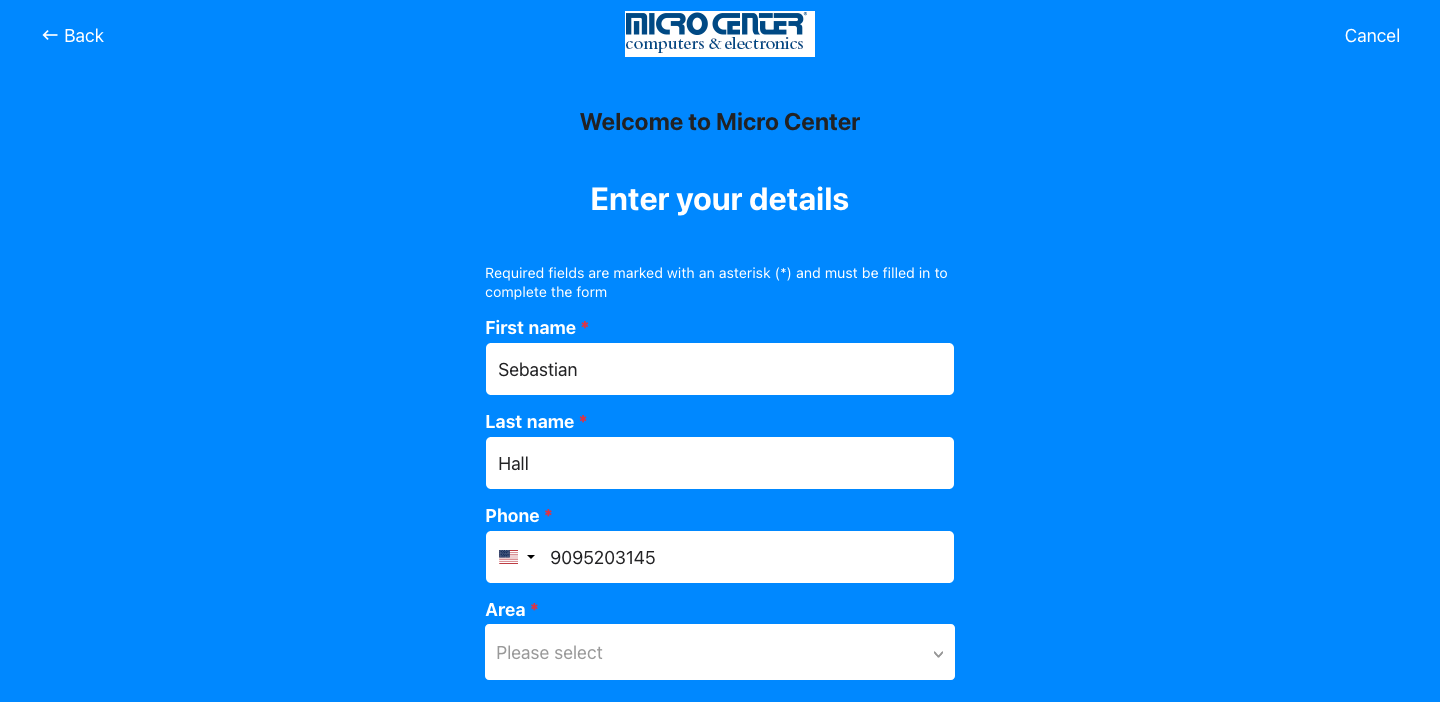 ← Back
MICRO CENTER
computers & electronics
Cancel
Welcome to Micro Center
Enter your details
Required fields are marked with an asterisk (*) and must be filled in to
complete the form
First name *
Sebastian
Last name *
Hall
Phone *
9095203145
Area *
Please select